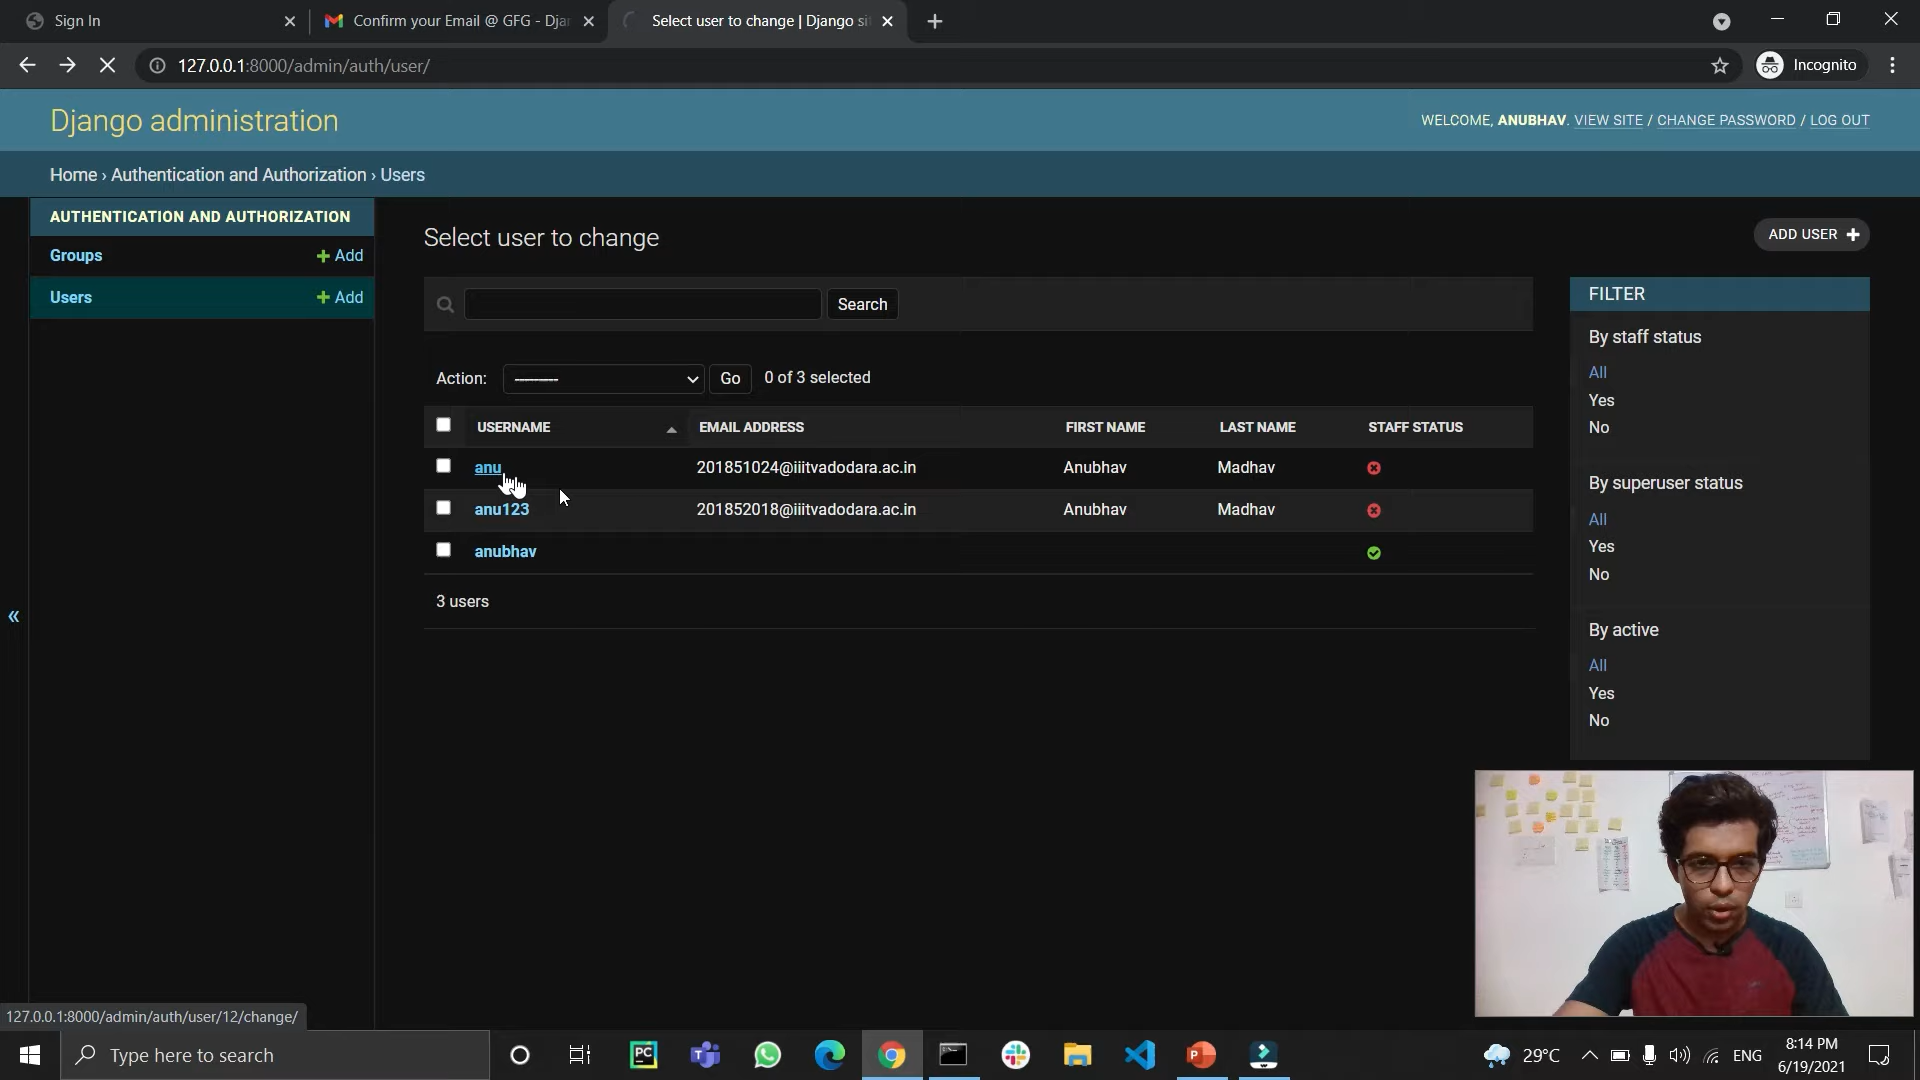 Sign In
Confirm your Email @ GFG - Djan
Select user to change | Django si
127.0.0.1:8000/admin/auth/user/
Incognito
Django administration
WELCOME, ANUBHAV. VIEW SITE / CHANGE PASSWORD / LOG OUT
Home › Authentication and Authorization › Users
AUTHENTICATION AND AUTHORIZATION
Groups + Add
Users + Add
Select user to change
ADD USER +
Search
Action: --------- Go 0 of 3 selected
USERNAME EMAIL ADDRESS FIRST NAME LAST NAME STAFF STATUS
anu 201851024@iiitvadodara.ac.in Anubhav Madhav
anu123 201852018@iiitvadodara.ac.in Anubhav Madhav
anubhav
3 users
FILTER
By staff status
All
Yes
No
By superuser status
All
Yes
No
By active
All
Yes
No
«
127.0.0.1:8000/admin/auth/user/12/change/
Type here to search
PC
29°C
ENG
8:14 PM
6/19/2021